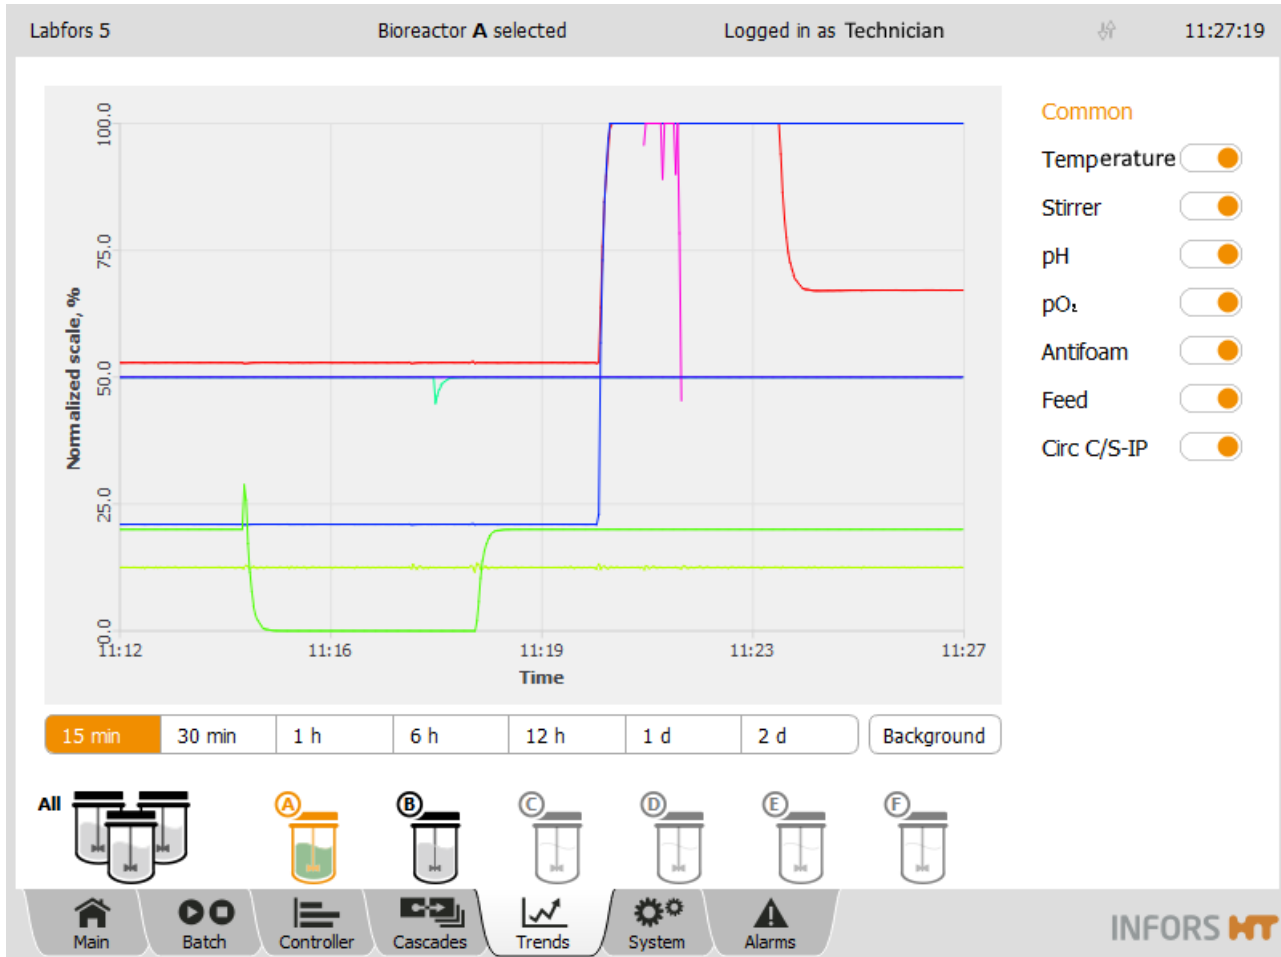 Labfors 5 Bioreactor A selected Logged in as Technician 11:27:19
Common
Temperature
Stirrer
pH
pO₂
Antifoam
Feed
Circ C/S-IP
Normalized scale, %
100.0
75.0
50.0
25.0
0.0
11:12 11:16 11:19 11:23 11:27
Time
15 min 30 min 1 h 6 h 12 h 1 d 2 d Background
All A B C D E F
Main Batch Controller Cascades Trends System Alarms
INFORS HT